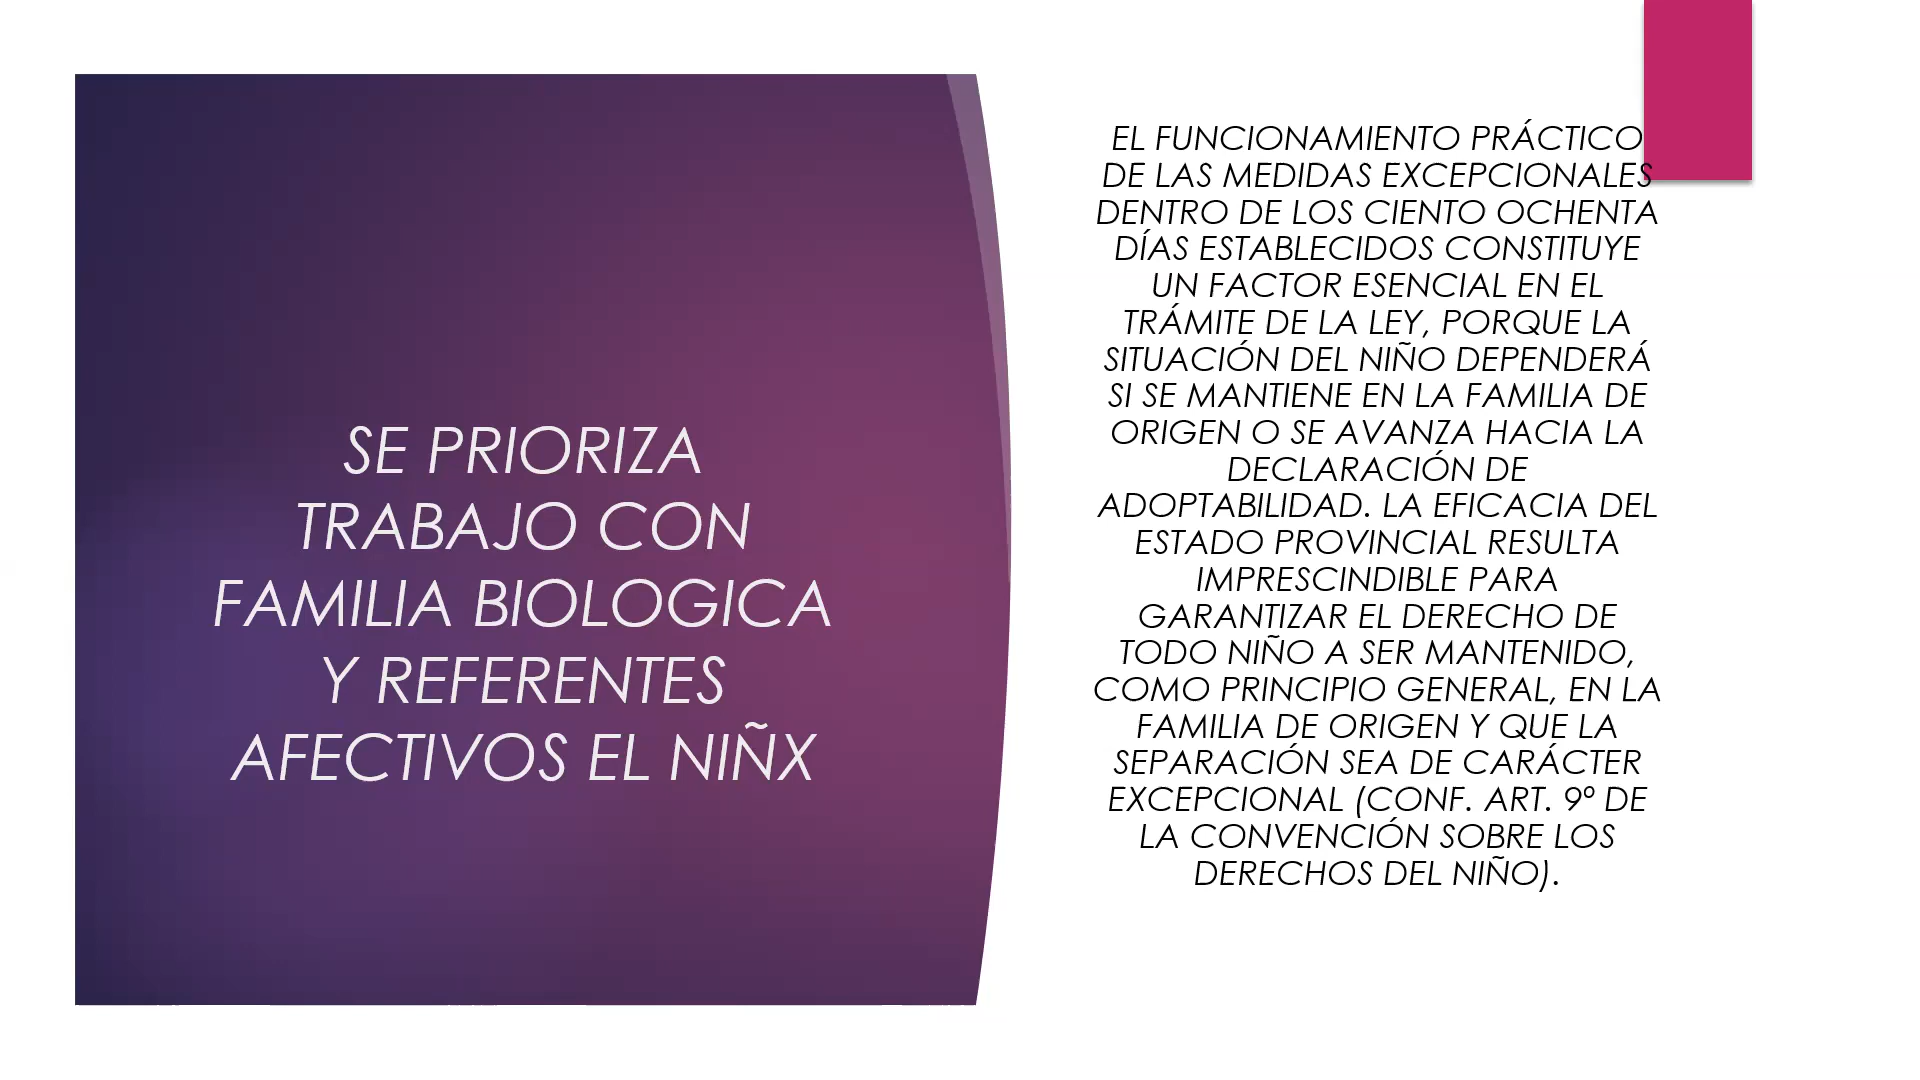 SE PRIORIZA
TRABAJO CON
FAMILIA BIOLOGICA
Y REFERENTES
AFECTIVOS EL NIÑX
EL FUNCIONAMIENTO PRÁCTICO
DE LAS MEDIDAS EXCEPCIONALES
DENTRO DE LOS CIENTO OCHENTA
DÍAS ESTABLECIDOS CONSTITUYE
UN FACTOR ESENCIAL EN EL
TRÁMITE DE LA LEY, PORQUE LA
SITUACIÓN DEL NIÑO DEPENDERÁ
SI SE MANTIENE EN LA FAMILIA DE
ORIGEN O SE AVANZA HACIA LA
DECLARACIÓN DE
ADOPTABILIDAD. LA EFICACIA DEL
ESTADO PROVINCIAL RESULTA
IMPRESCINDIBLE PARA
GARANTIZAR EL DERECHO DE
TODO NIÑO A SER MANTENIDO,
COMO PRINCIPIO GENERAL, EN LA
FAMILIA DE ORIGEN Y QUE LA
SEPARACIÓN SEA DE CARÁCTER
EXCEPCIONAL (CONF. ART. 9º DE
LA CONVENCIÓN SOBRE LOS
DERECHOS DEL NIÑO).